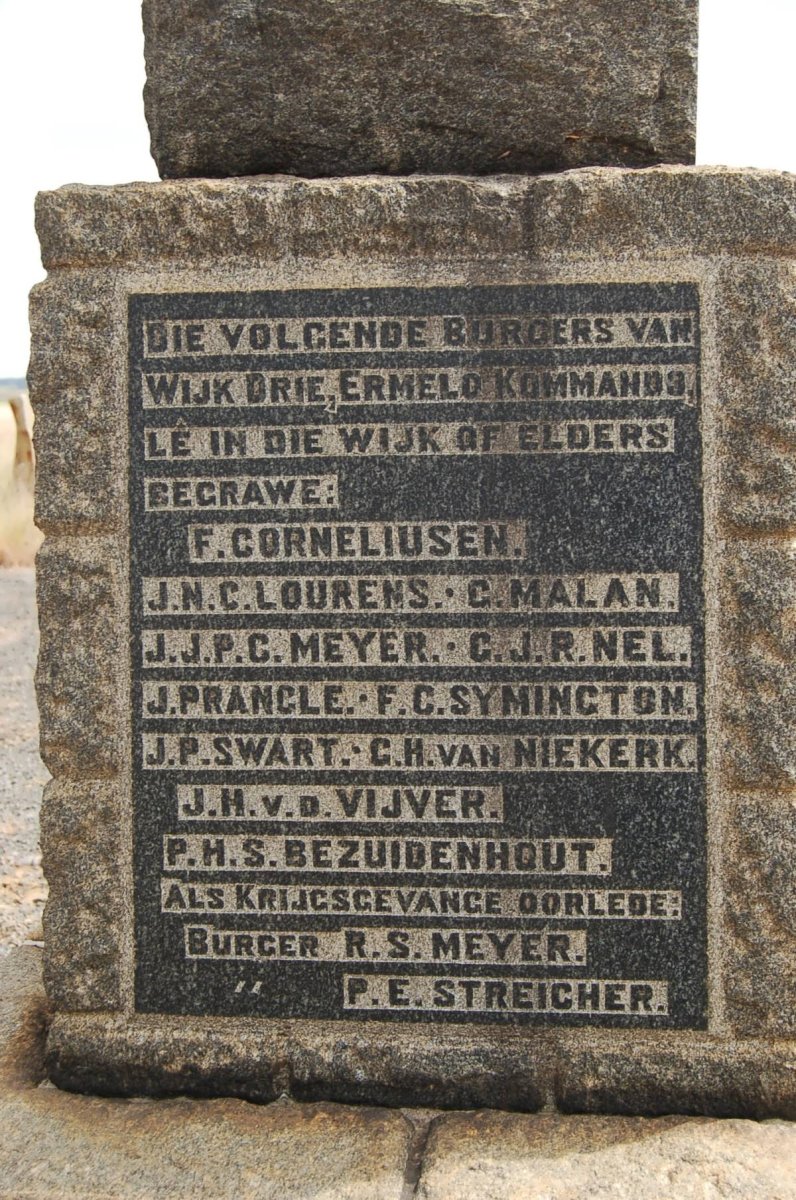 DIE VOLGENDE BURGERS VAN
WIJK DRIE, ERMELO KOMMANDO,
LÊ IN DIE WIJK OF ELDERS
BEGRAWE:
F. CORNELIUSEN.
J.N.C. LOURENS. · G. MALAN.
J.J.P.C. MEYER. · C.J.R. NEL.
J. PRANGLE. · F.C. SYMINGTON.
J.P. SWART. · G.H. VAN NIEKERK.
J.H. V.D. VIJVER.
P.H.S. BEZUIDENHOUT.
ALS KRIJGSGEVANGE OORLEDE:
BURGER R.S. MEYER.
" P.E. STREICHER.